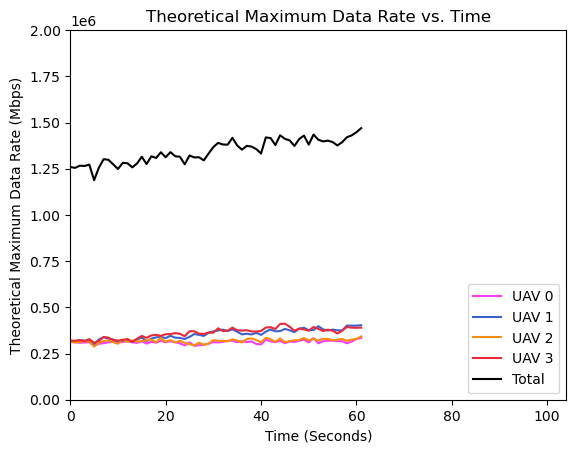 Theoretical Maximum Data Rate vs. Time
1e6
2.00
1.75
1.50
1.25
1.00
0.75
0.50
0.25
0.00
Theoretical Maximum Data Rate (Mbps)
0 20 40 60 80 100
Time (Seconds)
UAV 0
UAV 1
UAV 2
UAV 3
Total